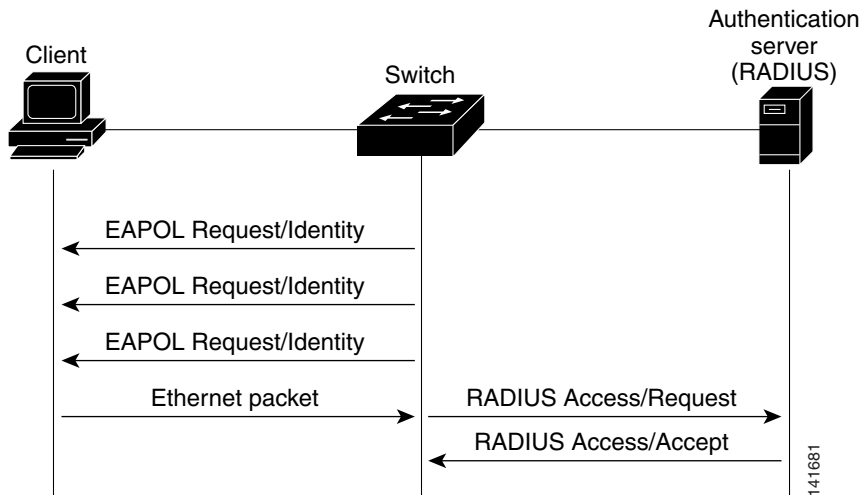 Authentication
server
(RADIUS)
Client
Switch
EAPOL Request/Identity
EAPOL Request/Identity
EAPOL Request/Identity
Ethernet packet
RADIUS Access/Request
RADIUS Access/Accept
141681